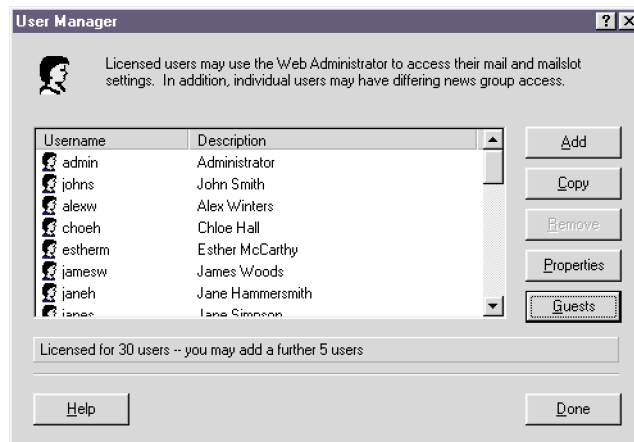 User Manager
Licensed users may use the Web Administrator to access their mail and mailslot
settings. In addition, individual users may have differing news group access.
Username Description
admin Administrator
johns John Smith
alexw Alex Winters
choeh Chloe Hall
estherm Esther McCarthy
jamesw James Woods
janeh Jane Hammersmith
janes Jane Simpson
Add
Copy
Remove
Properties
Guests
Licensed for 30 users -- you may add a further 5 users
Help
Done